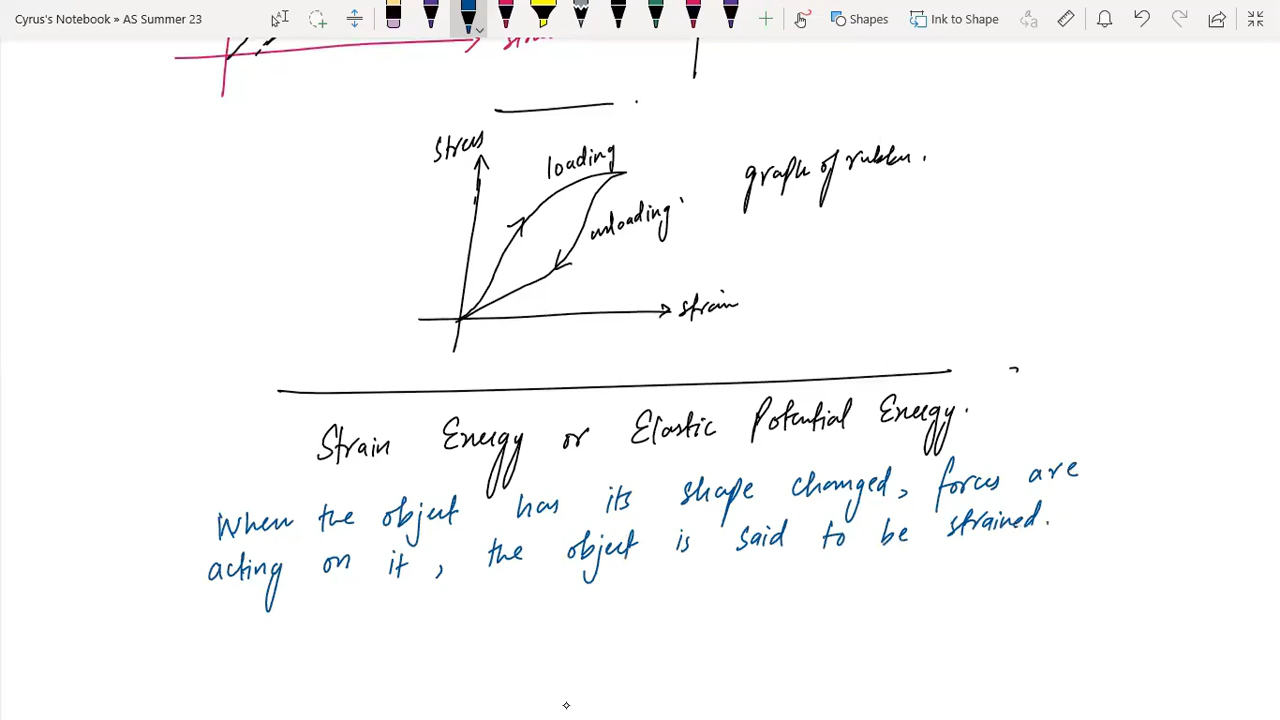 Cyrus's Notebook » AS Summer 23
Shapes
Ink to Shape
stress
loading
graph of rubber.
unloading
strain
Strain Energy or Elastic Potential Energy.
When the object has its shape changed, forces are
acting on it, the object is said to be strained.